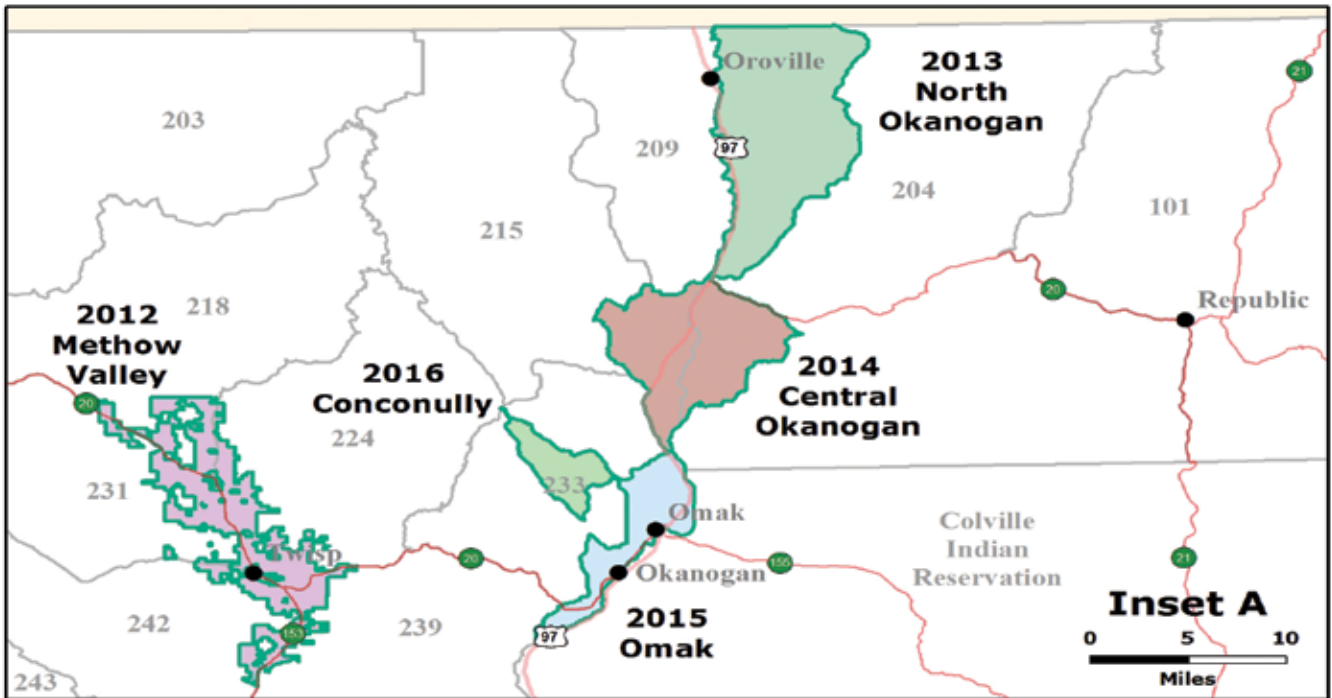 Oroville
2013
North
Okanogan
21
203
209
97
204
101
215
218
20
Republic
2012
Methow
Valley
2016
Conconully
2014
Central
Okanogan
20
224
231
233
Omak
Colville
Indian
Reservation
Twisp
20
Okanogan
155
21
242
153
239
97
2015
Omak
Inset A
0 5 10
Miles
243